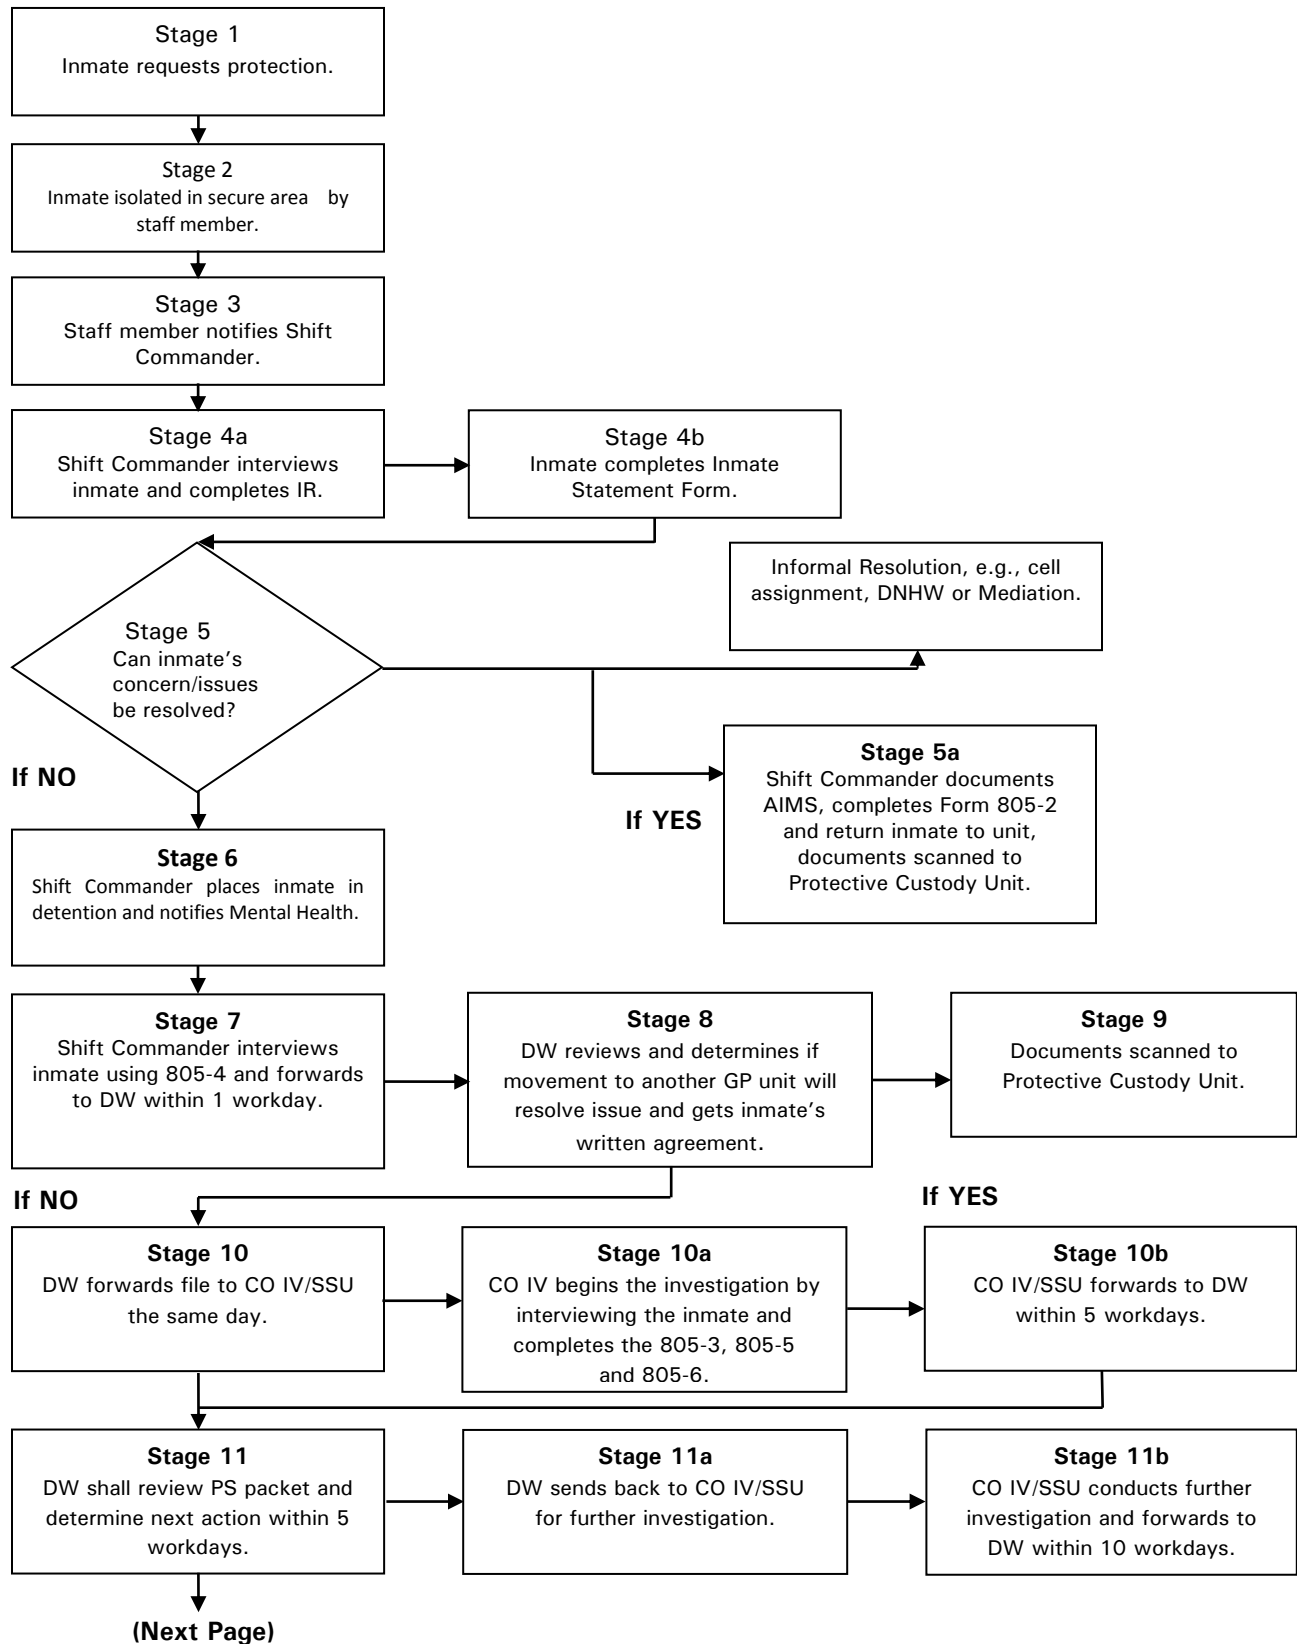 Stage 1
Inmate requests protection.
Stage 2
Inmate isolated in secure area by
staff member.
Stage 3
Staff member notifies Shift
Commander.
Stage 4a
Shift Commander interviews
inmate and completes IR.
Stage 4b
Inmate completes Inmate
Statement Form.
Informal Resolution, e.g., cell
assignment, DNHW or Mediation.
Stage 5
Can inmate's
concern/issues
be resolved?
If NO
If YES
Stage 5a
Shift Commander documents
AIMS, completes Form 805-2
and return inmate to unit,
documents scanned to
Protective Custody Unit.
Stage 6
Shift Commander places inmate in
detention and notifies Mental Health.
Stage 7
Shift Commander interviews
inmate using 805-4 and forwards
to DW within 1 workday.
Stage 8
DW reviews and determines if
movement to another GP unit will
resolve issue and gets inmate's
written agreement.
Stage 9
Documents scanned to
Protective Custody Unit.
If NO
If YES
Stage 10
DW forwards file to CO IV/SSU
the same day.
Stage 10a
CO IV begins the investigation by
interviewing the inmate and
completes the 805-3, 805-5
and 805-6.
Stage 10b
CO IV/SSU forwards to DW
within 5 workdays.
Stage 11
DW shall review PS packet and
determine next action within 5
workdays.
Stage 11a
DW sends back to CO IV/SSU
for further investigation.
Stage 11b
CO IV/SSU conducts further
investigation and forwards to
DW within 10 workdays.
(Next Page)